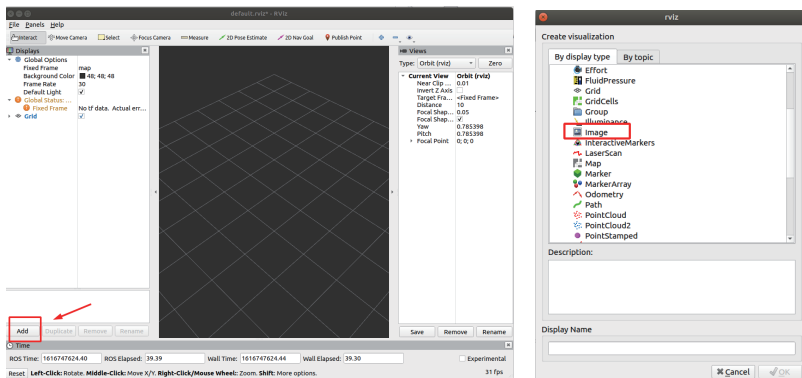 default.rviz* - RViz
File Panels Help
Interact Move Camera Select Focus Camera Measure 2D Pose Estimate 2D Nav Goal Publish Point
Displays
Global Options
Fixed Frame map
Background Color 48; 48; 48
Frame Rate 30
Default Light
Global Status: ...
Fixed Frame No tf data. Actual err...
Grid
Add Duplicate Remove Rename
Views
Type: Orbit (rviz) Zero
Current View Orbit (rviz)
Near Clip ... 0.01
Invert Z Axis
Target Fra... <Fixed Frame>
Distance 10
Focal Shap... 0.05
Focal Shap...
Yaw 0.785398
Pitch 0.785398
Focal Point 0; 0; 0
Save Remove Rename
Time
ROS Time: 1616747624.40 ROS Elapsed: 39.39 Wall Time: 1616747624.44 Wall Elapsed: 39.30 Experimental
Reset Left-Click: Rotate. Middle-Click: Move X/Y. Right-Click/Mouse Wheel: Zoom. Shift: More options. 31 fps
rviz
Create visualization
By display type By topic
Effort
FluidPressure
Grid
GridCells
Group
Illuminance
Image
InteractiveMarkers
LaserScan
Map
Marker
MarkerArray
Odometry
Path
PointCloud
PointCloud2
PointStamped
Description:
Display Name
Cancel OK